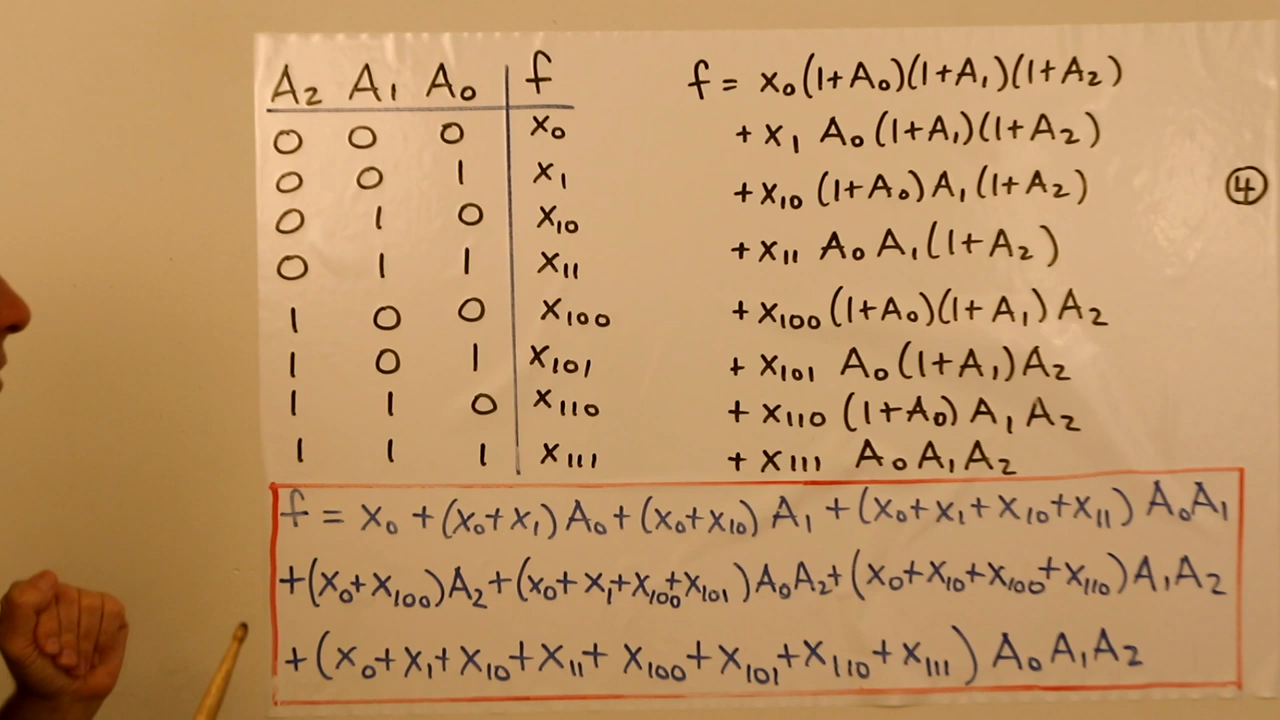 A₂ A₁ A₀ f
0 0 0 x₀
0 0 1 x₁
0 1 0 x₁₀
0 1 1 x₁₁
1 0 0 x₁₀₀
1 0 1 x₁₀₁
1 1 0 x₁₁₀
1 1 1 x₁₁₁
f = x₀(1+A₀)(1+A₁)(1+A₂)
+ x₁ A₀(1+A₁)(1+A₂)
+ x₁₀ (1+A₀)A₁(1+A₂)
+ x₁₁ A₀ A₁(1+A₂)
+ x₁₀₀(1+A₀)(1+A₁)A₂
+ x₁₀₁ A₀(1+A₁)A₂
+ x₁₁₀ (1+A₀) A₁ A₂
+ x₁₁₁ A₀A₁A₂
④
f = x₀ + (x₀+x₁) A₀ + (x₀+x₁₀) A₁ + (x₀+x₁+x₁₀+x₁₁) A₀A₁
+(x₀+x₁₀₀)A₂+(x₀+x₁+x₁₀₀+x₁₀₁)A₀A₂+(x₀+x₁₀+x₁₀₀+x₁₁₀)A₁A₂
+(x₀+x₁+x₁₀+x₁₁+ x₁₀₀+x₁₀₁+x₁₁₀+x₁₁₁) A₀A₁A₂